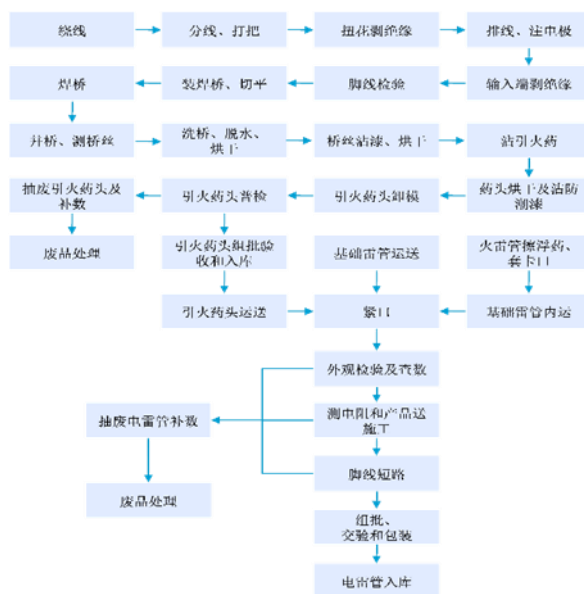 绕线
分线、打把
扭花剥绝缘
排线、注电极
焊桥
装焊桥、切平
脚线检验
输入端剥绝缘
并桥、测桥丝
洗桥、脱水、
烘干
桥丝沾漆、烘干
沾引火药
抽废引火药头及
补数
引火药头普检
引火药头卸模
药头烘干及沾防
潮漆
废品处理
引火药头组批验
收和入库
基础雷管运送
火雷管擦浮药、
套卡口
引火药头运送
紧口
基础雷管内运
外观检验及查数
抽废电雷管补数
测电阻和产品送
施工
脚线短路
废品处理
组批、
交验和包装
电雷管入库